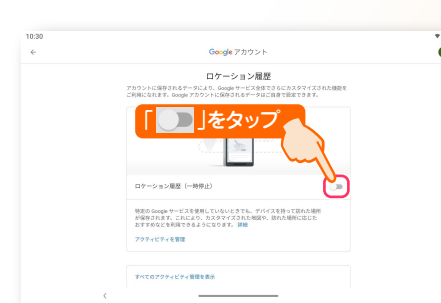 10:30
Google アカウント
ロケーション履歴
アカウントに保存されるデータにより、Google サービス全体でさらにカスタマイズされた機能を
ご利用になれます。Google アカウントに保存されるデータはご自身で設定できます。
「 」をタップ
ロケーション履歴（一時停止）
特定の Google サービスを使用していないときでも、デバイスを持って訪れた場所
が保存されます。これにより、カスタマイズされた地図や、訪れた場所に応じた
おすすめなどを利用できるようになります。 詳細
アクティビティを管理
すべてのアクティビティ管理を表示